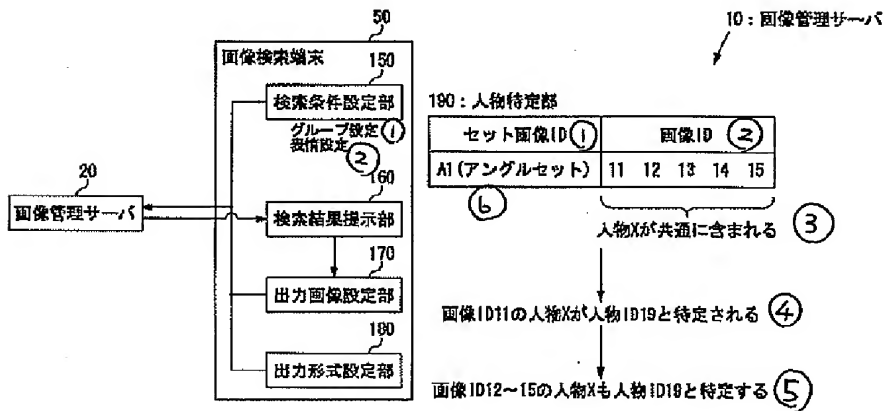 50
画像検索端末
150
検索条件設定部
グループ設定 ①
表情設定
②
160
検索結果提示部
170
出力画像設定部
180
出力形式設定部
20
画像管理サーバ
10：画像管理サーバ
190：人物特定部
セット画像ID ① 画像ID ②
A1(アングルセット) 11 12 13 14 15
⑥
人物Xが共通に含まれる ③
画像ID11の人物Xが人物ID19と特定される ④
画像ID12～15の人物Xも人物ID19と特定する ⑤